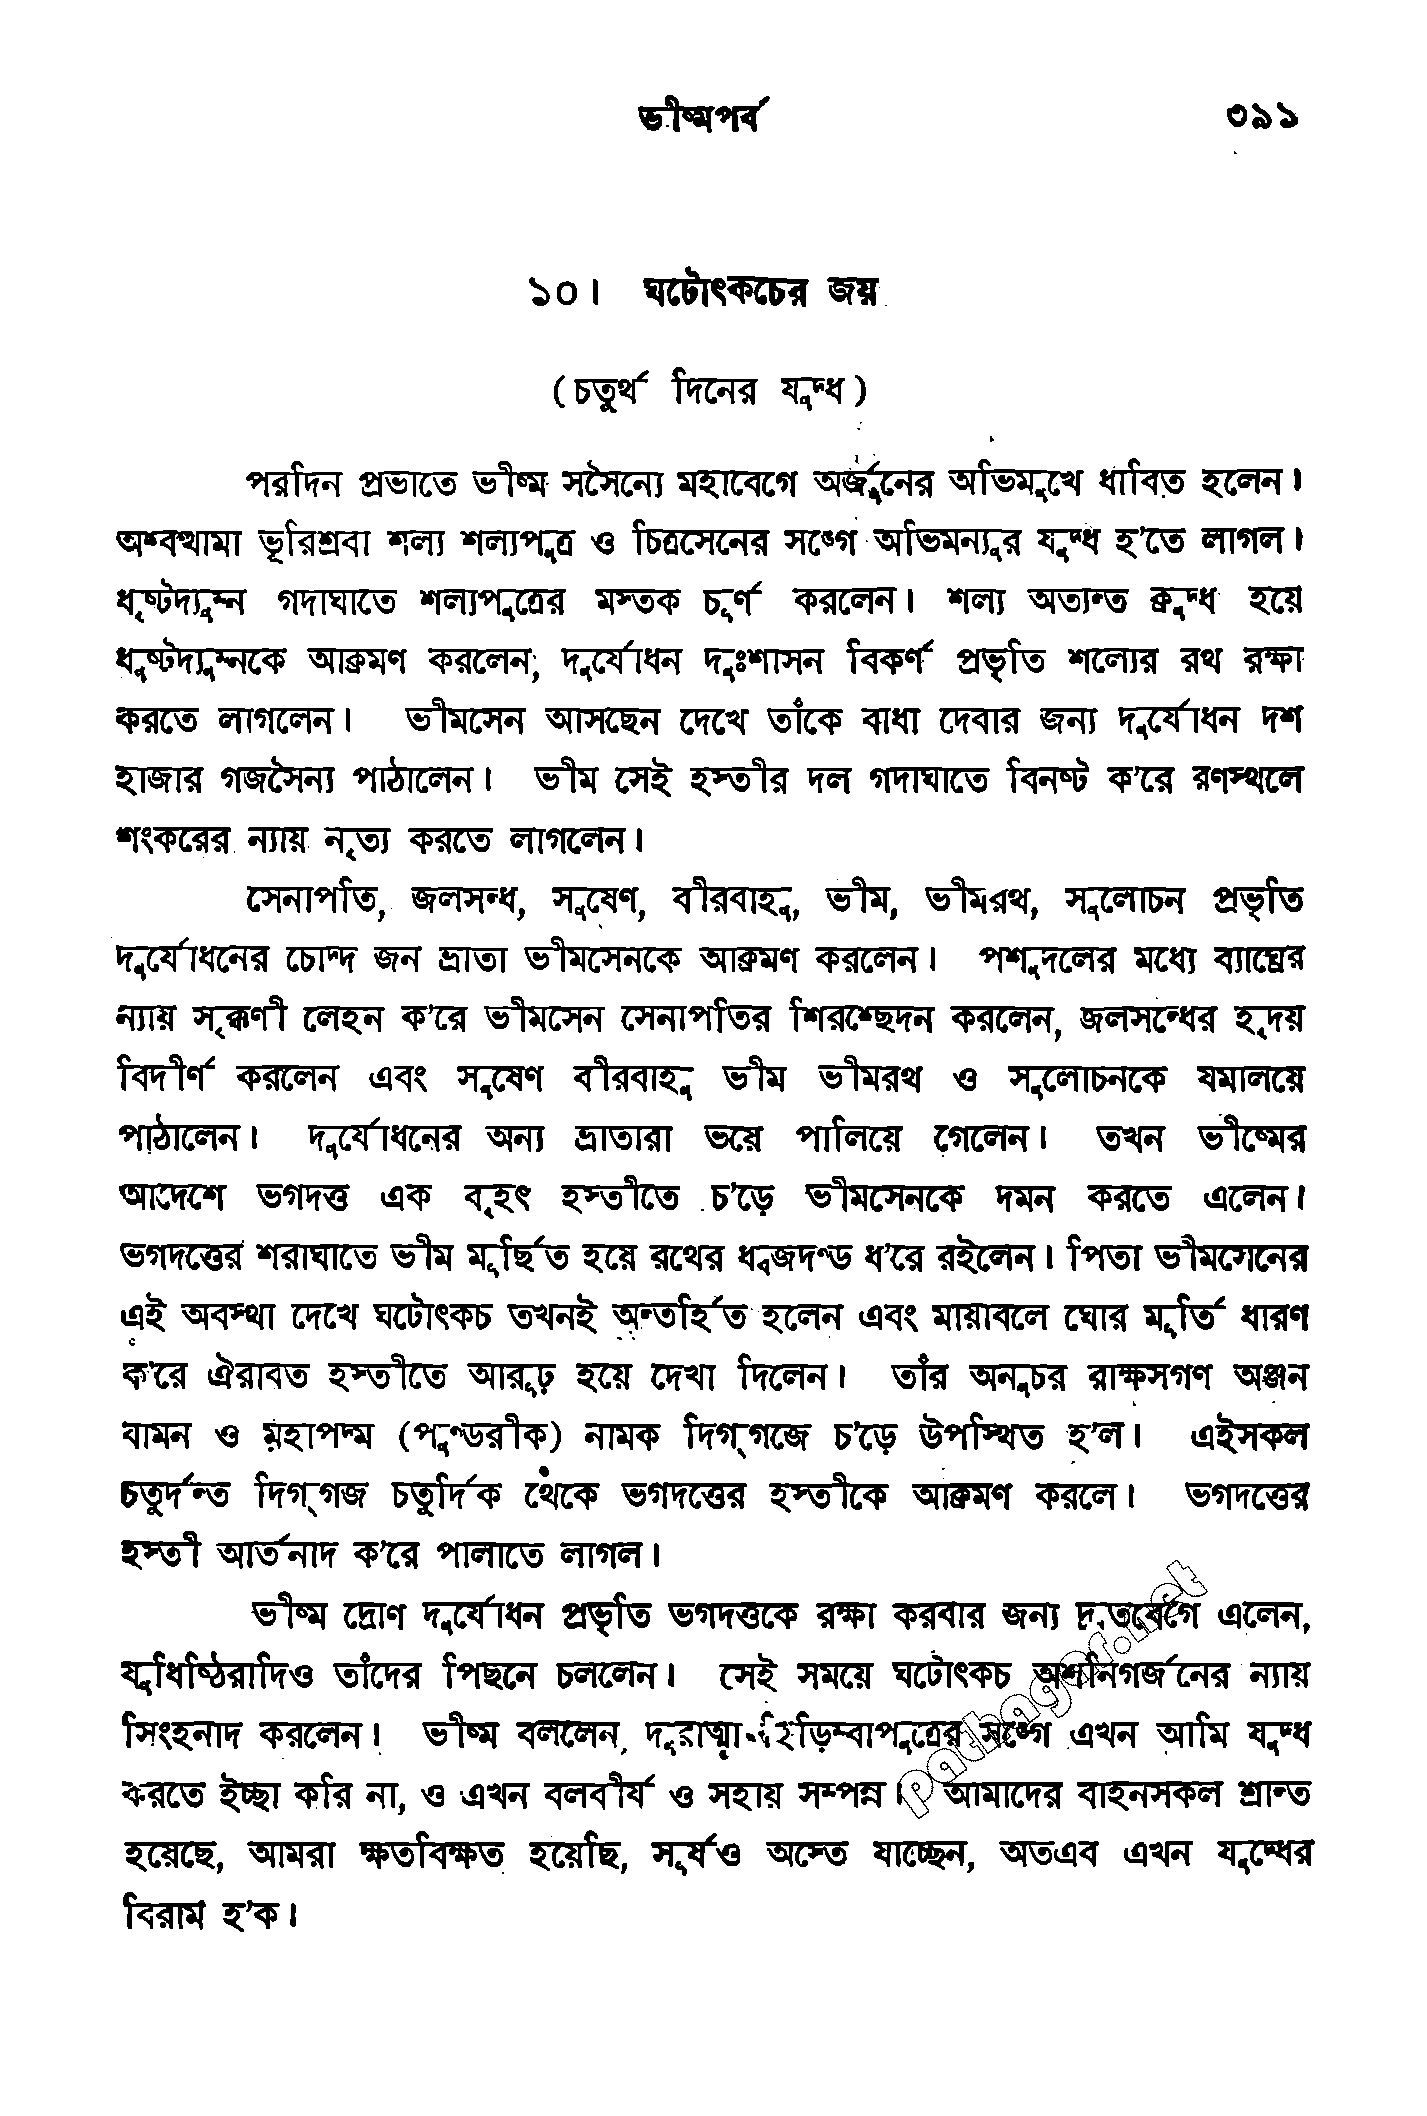 ভীষ্মপর্ব ৩৯১
১০। ঘটোৎকচের জয়
(চতুর্থ দিনের যুদ্ধ)
পরদিন প্রভাতে ভীষ্ম সসৈন্যে মহাবেগে অর্জুনের অভিমুখে ধাবিত হলেন।
অশ্বত্থামা ভূরিশ্রবা শল্য শল্যপুত্র ও চিত্রসেনের সঙ্গে অভিমন্যুর যুদ্ধ হ’তে লাগল।
ধৃষ্টদ্যুম্ন গদাঘাতে শল্যপুত্রের মস্তক চূর্ণ করলেন। শল্য অত্যন্ত ক্রুদ্ধ হয়ে
ধৃষ্টদ্যুম্নকে আক্রমণ করলেন, দুর্যোধন দুঃশাসন বিকর্ণ প্রভৃতি শল্যের রথ রক্ষা
করতে লাগলেন। ভীমসেন আসছেন দেখে তাঁকে বাধা দেবার জন্য দুর্যোধন দশ
হাজার গজসৈন্য পাঠালেন। ভীম সেই হস্তীর দল গদাঘাতে বিনষ্ট ক’রে রণস্থলে
শংকরের ন্যায় নৃত্য করতে লাগলেন।
সেনাপতি, জলসন্ধ, সুষেণ, বীরবাহু, ভীম, ভীমরথ, সুলোচন প্রভৃতি
দুর্যোধনের চোদ্দ জন ভ্রাতা ভীমসেনকে আক্রমণ করলেন। পশুদলের মধ্যে ব্যাঘ্রের
ন্যায় সৃক্কণী লেহন ক’রে ভীমসেন সেনাপতির শিরশ্ছেদন করলেন, জলসন্ধের হৃদয়
বিদীর্ণ করলেন এবং সুষেণ বীরবাহু ভীম ভীমরথ ও সুলোচনকে যমালয়ে
পাঠালেন। দুর্যোধনের অন্য ভ্রাতারা ভয়ে পালিয়ে গেলেন। তখন ভীষ্মের
আদেশে ভগদত্ত এক বৃহৎ হস্তীতে চ’ড়ে ভীমসেনকে দমন করতে এলেন।
ভগদত্তের শরাঘাতে ভীম মূর্ছিত হয়ে রথের ধ্বজদণ্ড ধ’রে রইলেন। পিতা ভীমসেনের
এই অবস্থা দেখে ঘটোৎকচ তখনই অন্তর্হিত হলেন এবং মায়াবলে ঘোর মূর্তি ধারণ
ক’রে ঐরাবত হস্তীতে আরূঢ় হয়ে দেখা দিলেন। তাঁর অনুচর রাক্ষসগণ অঞ্জন
বামন ও মহাপদ্ম (পুণ্ডরীক) নামক দিগ্‌গজে চ’ড়ে উপস্থিত হ’ল। এইসকল
চতুর্দন্ত দিগ্‌গজ চতুর্দিক থেকে ভগদত্তের হস্তীকে আক্রমণ করলে। ভগদত্তের
হস্তী আর্তনাদ ক’রে পালাতে লাগল।
ভীষ্ম দ্রোণ দুর্যোধন প্রভৃতি ভগদত্তকে রক্ষা করবার জন্য দ্রুতবেগে এলেন,
যুধিষ্ঠিরাদিও তাঁদের পিছনে চললেন। সেই সময়ে ঘটোৎকচ অশনিগর্জনের ন্যায়
সিংহনাদ করলেন। ভীষ্ম বললেন, দুরাত্মা হিড়িম্বাপুত্রের সঙ্গে এখন আমি যুদ্ধ
করতে ইচ্ছা করি না, ও এখন বলবীর্য ও সহায় সম্পন্ন। আমাদের বাহনসকল শ্রান্ত
হয়েছে, আমরা ক্ষতবিক্ষত হয়েছি, সূর্যও অস্তে যাচ্ছেন, অতএব এখন যুদ্ধের
বিরাম হ’ক।
pathagar.net